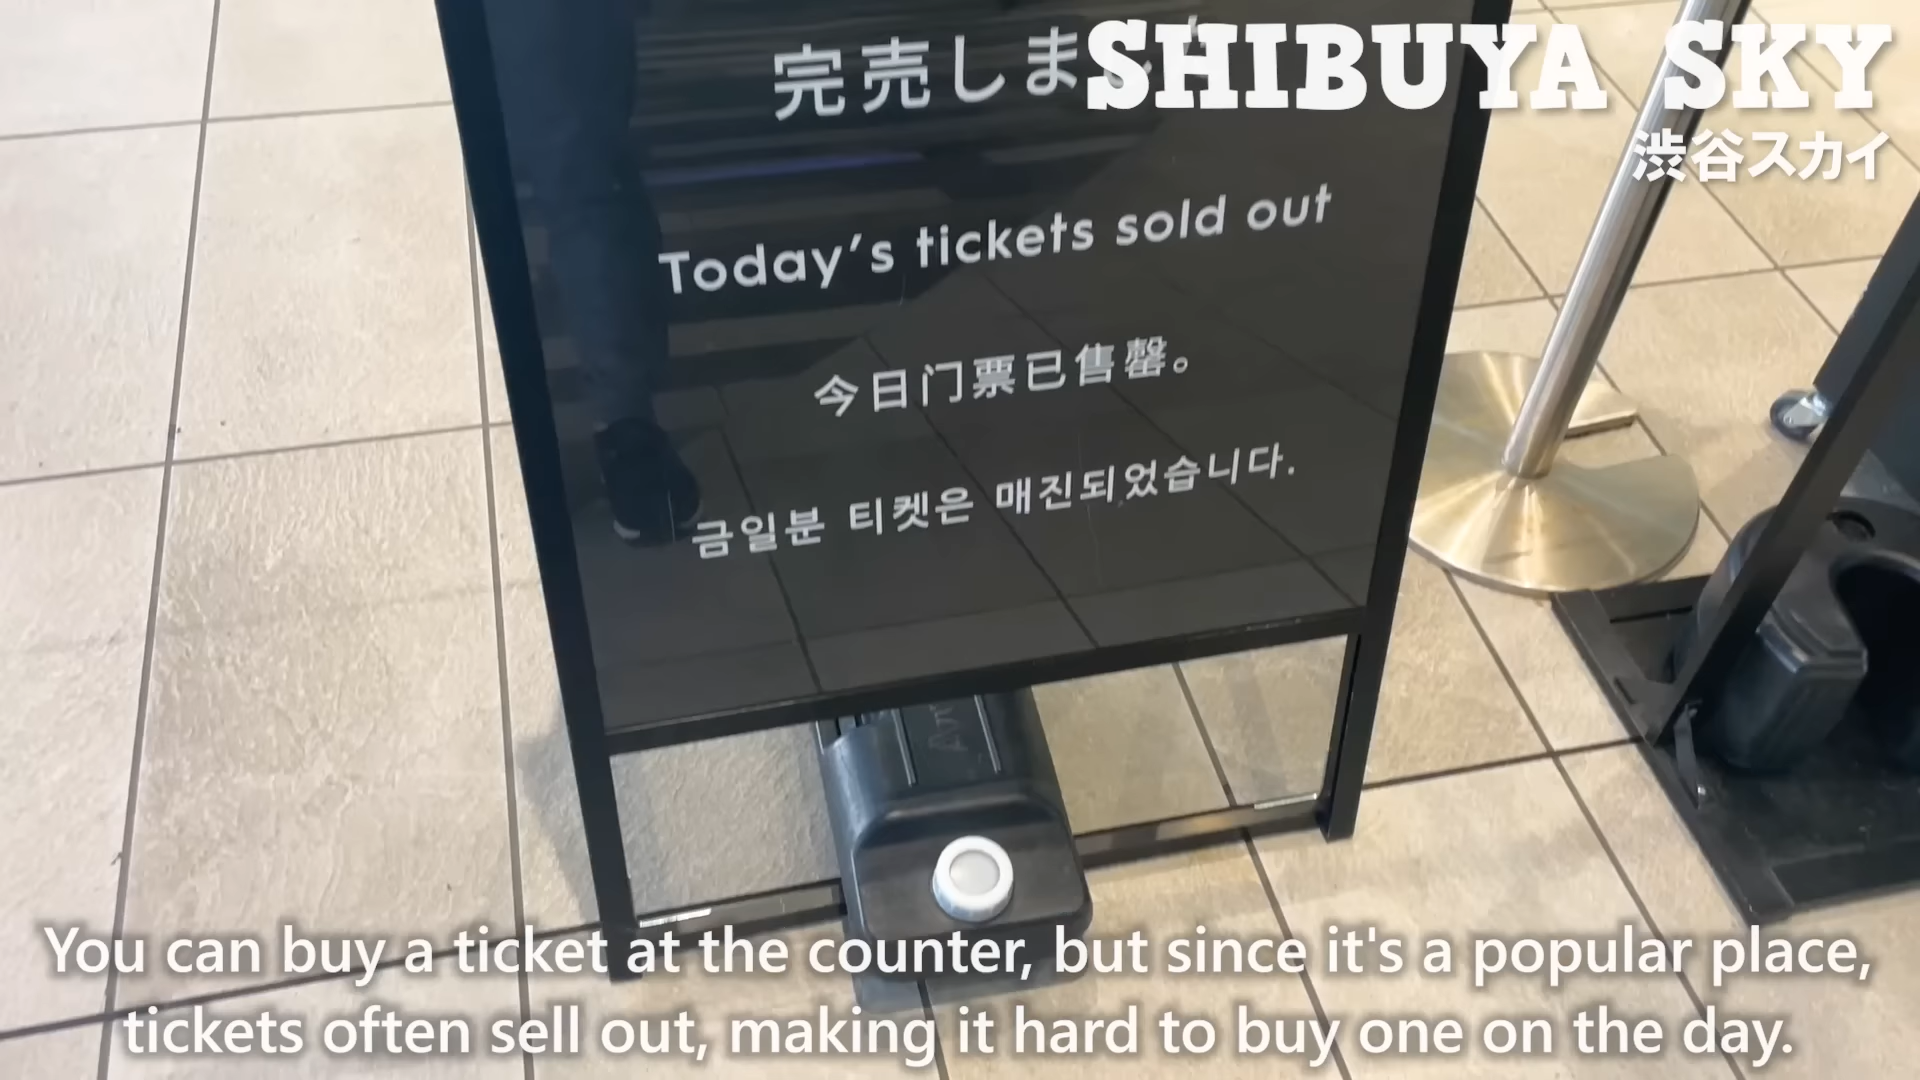 SHIBUYA SKY
渋谷スカイ
完売しまし
Today's tickets sold out
今日门票已售罄。
금일분 티켓은 매진되었습니다.
You can buy a ticket at the counter, but since it's a popular place,
tickets often sell out, making it hard to buy one on the day.